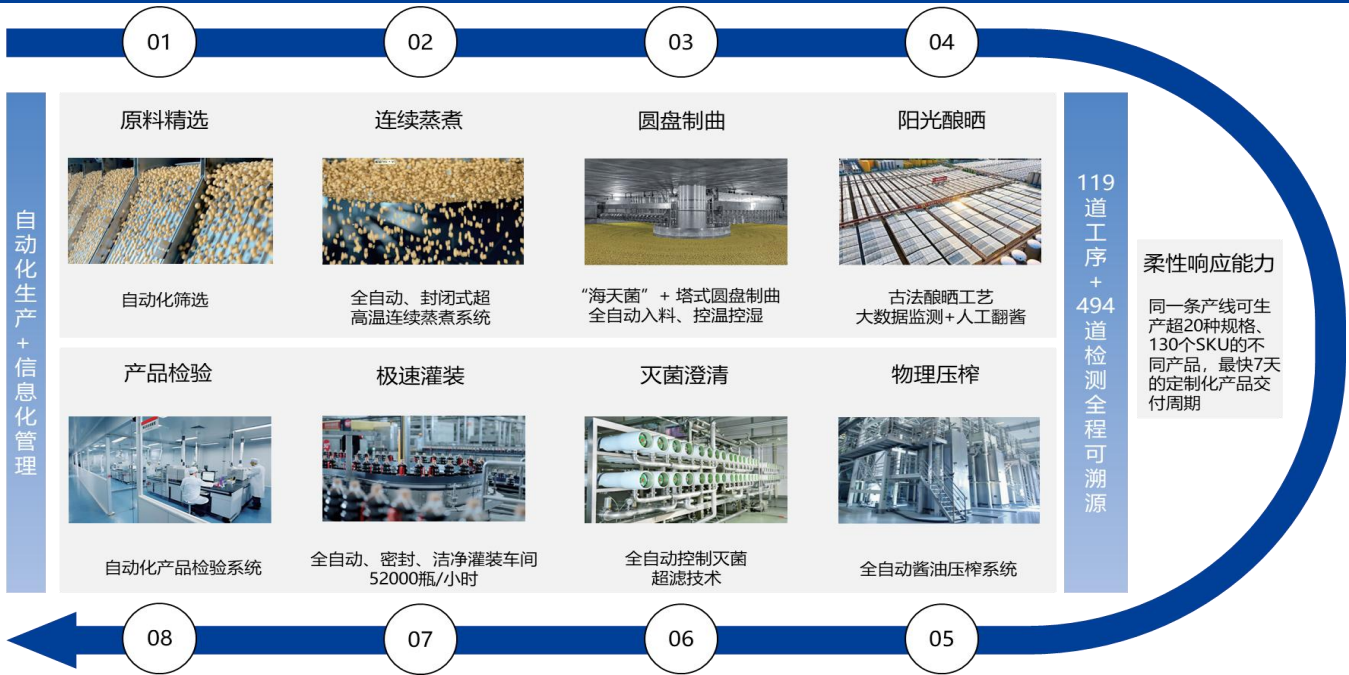 01
02
03
04
自动化生产+信息化管理
原料精选
自动化筛选
连续蒸煮
全自动、封闭式超
高温连续蒸煮系统
圆盘制曲
“海天菌” + 塔式圆盘制曲
全自动入料、控温控湿
阳光酿晒
古法酿晒工艺
大数据监测+人工翻酱
119
道工序+
494
道检测全程可溯源
柔性响应能力
同一条产线可生
产超20种规格、
130个SKU的不
同产品，最快7天
的定制化产品交
付周期
物理压榨
全自动酱油压榨系统
灭菌澄清
全自动控制灭菌
超滤技术
极速灌装
全自动、密封、洁净灌装车间
52000瓶/小时
产品检验
自动化产品检验系统
05
06
07
08